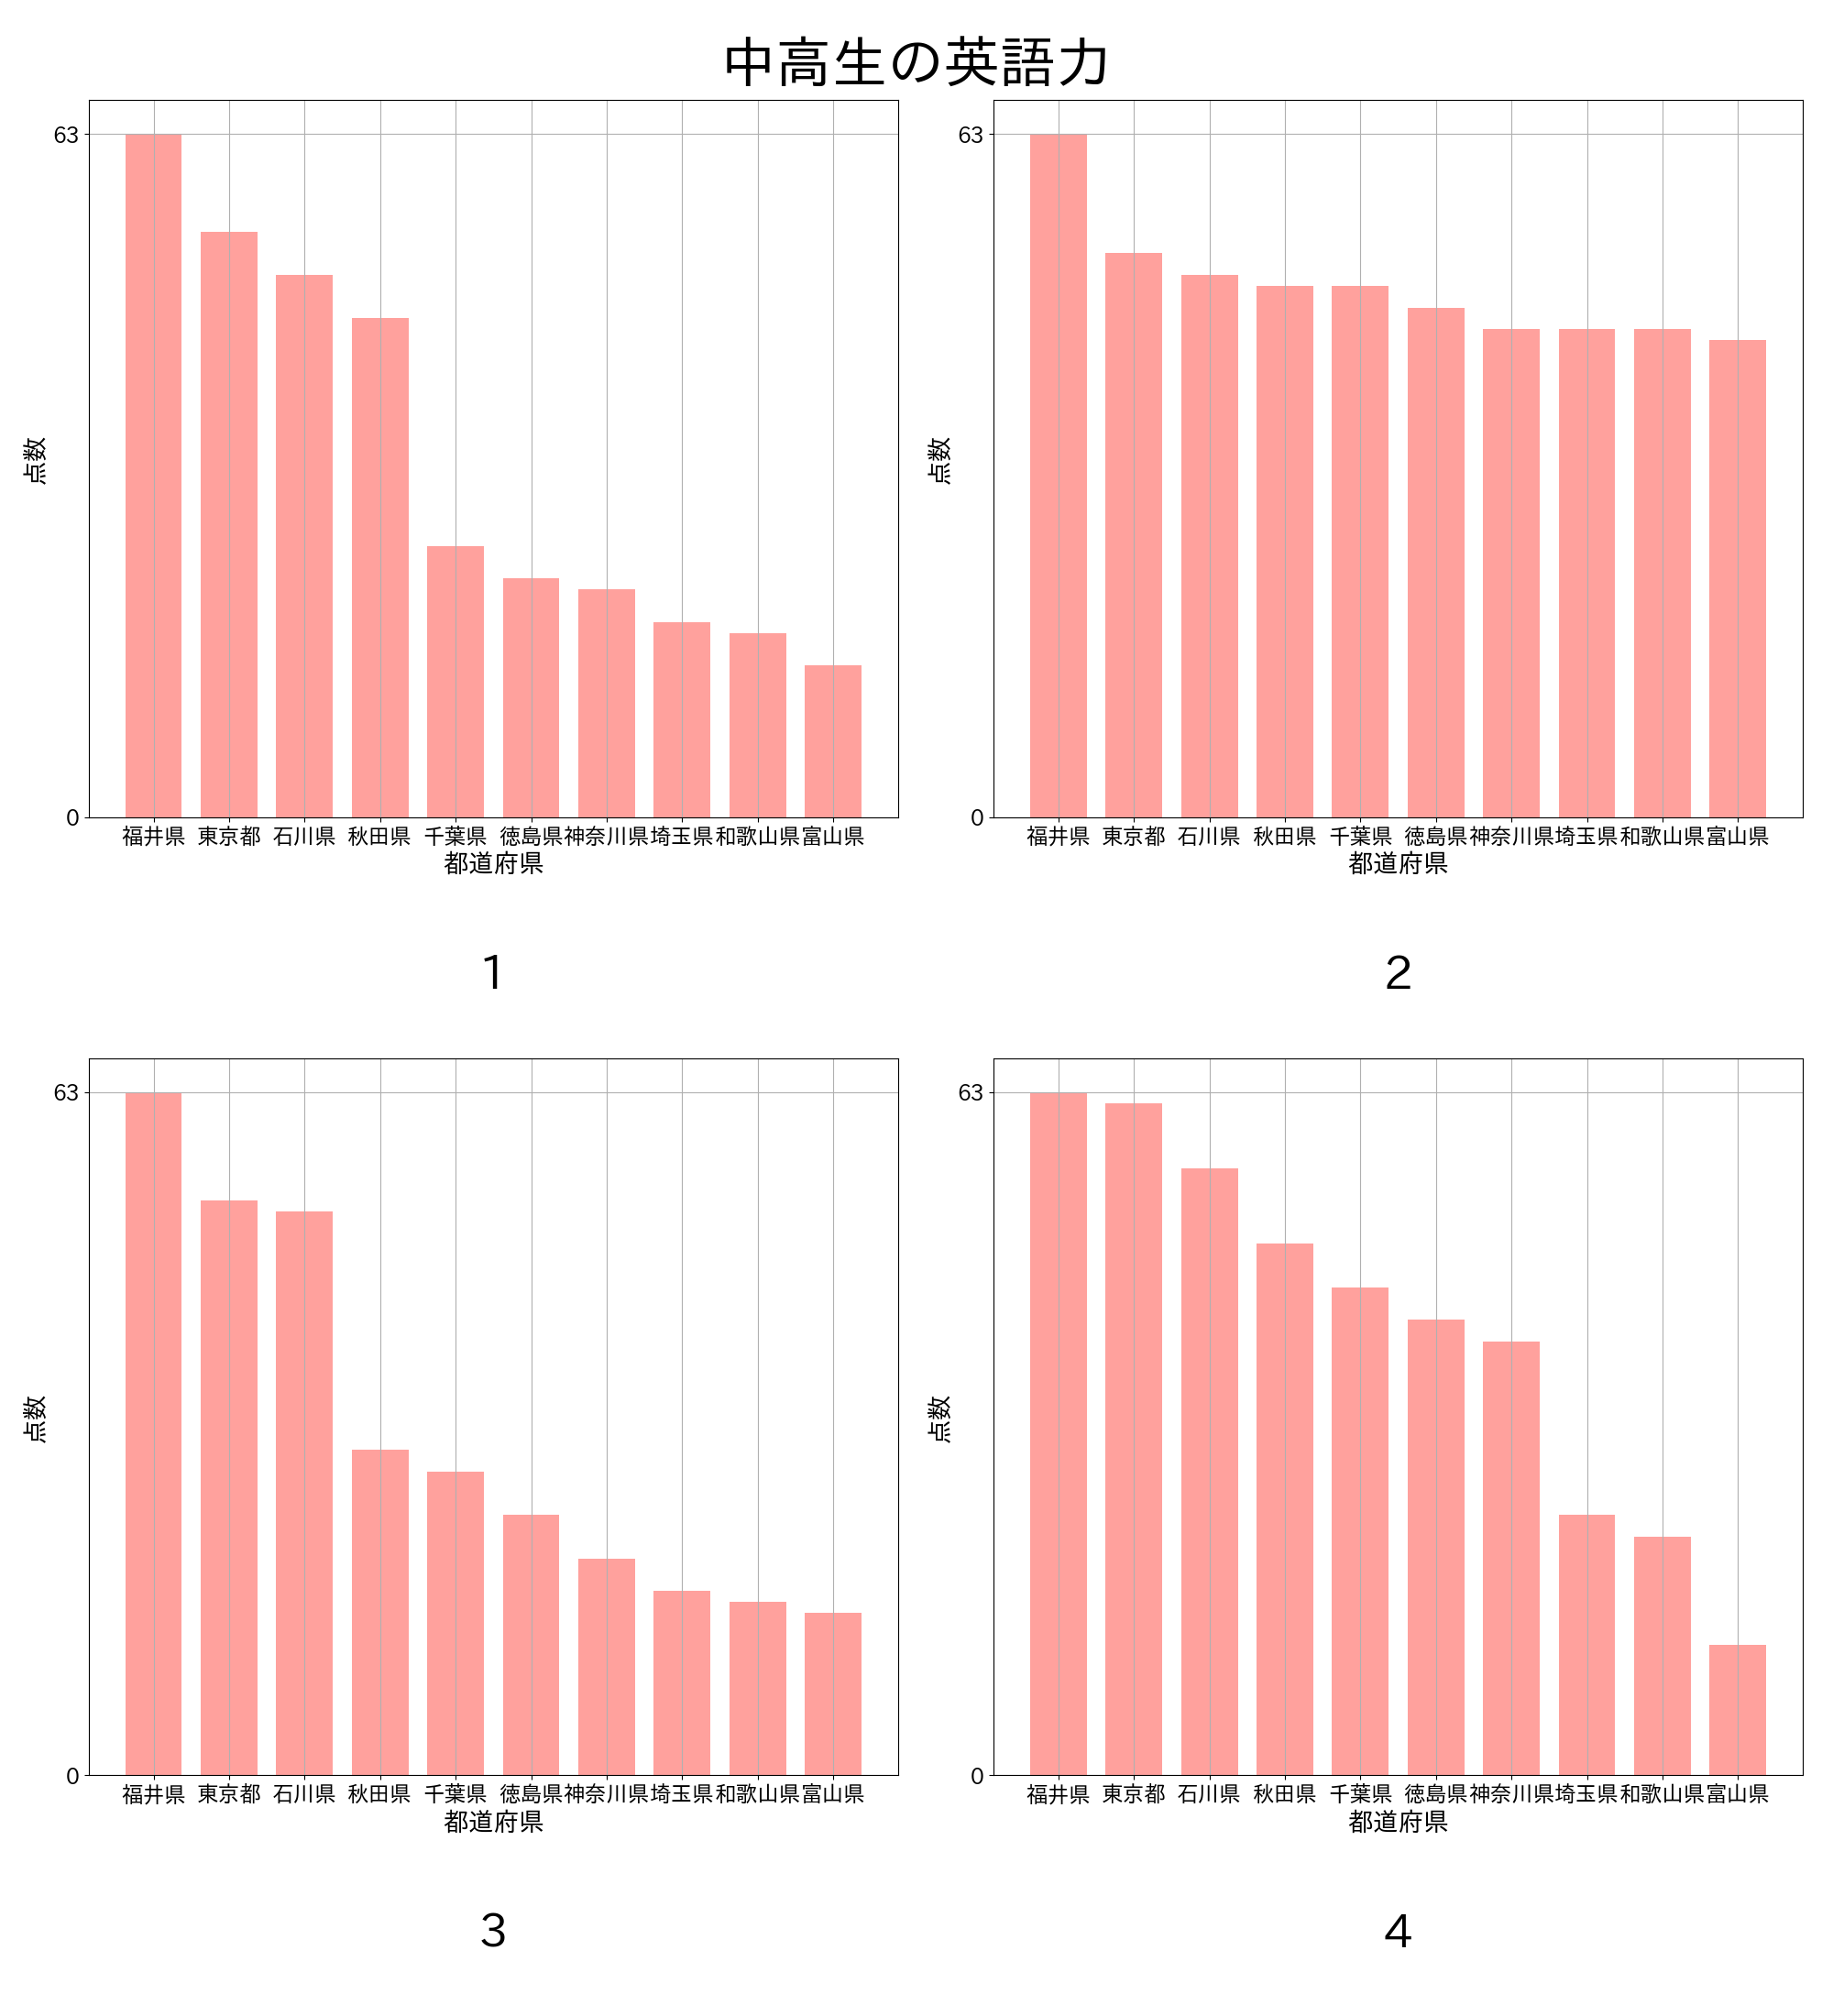 中高生の英語力
63
0
点数
福井県 東京都 石川県 秋田県 千葉県 徳島県 神奈川県 埼玉県 和歌山県 富山県
都道府県
1
63
0
点数
福井県 東京都 石川県 秋田県 千葉県 徳島県 神奈川県 埼玉県 和歌山県 富山県
都道府県
2
63
0
点数
福井県 東京都 石川県 秋田県 千葉県 徳島県 神奈川県 埼玉県 和歌山県 富山県
都道府県
3
63
0
点数
福井県 東京都 石川県 秋田県 千葉県 徳島県 神奈川県 埼玉県 和歌山県 富山県
都道府県
4